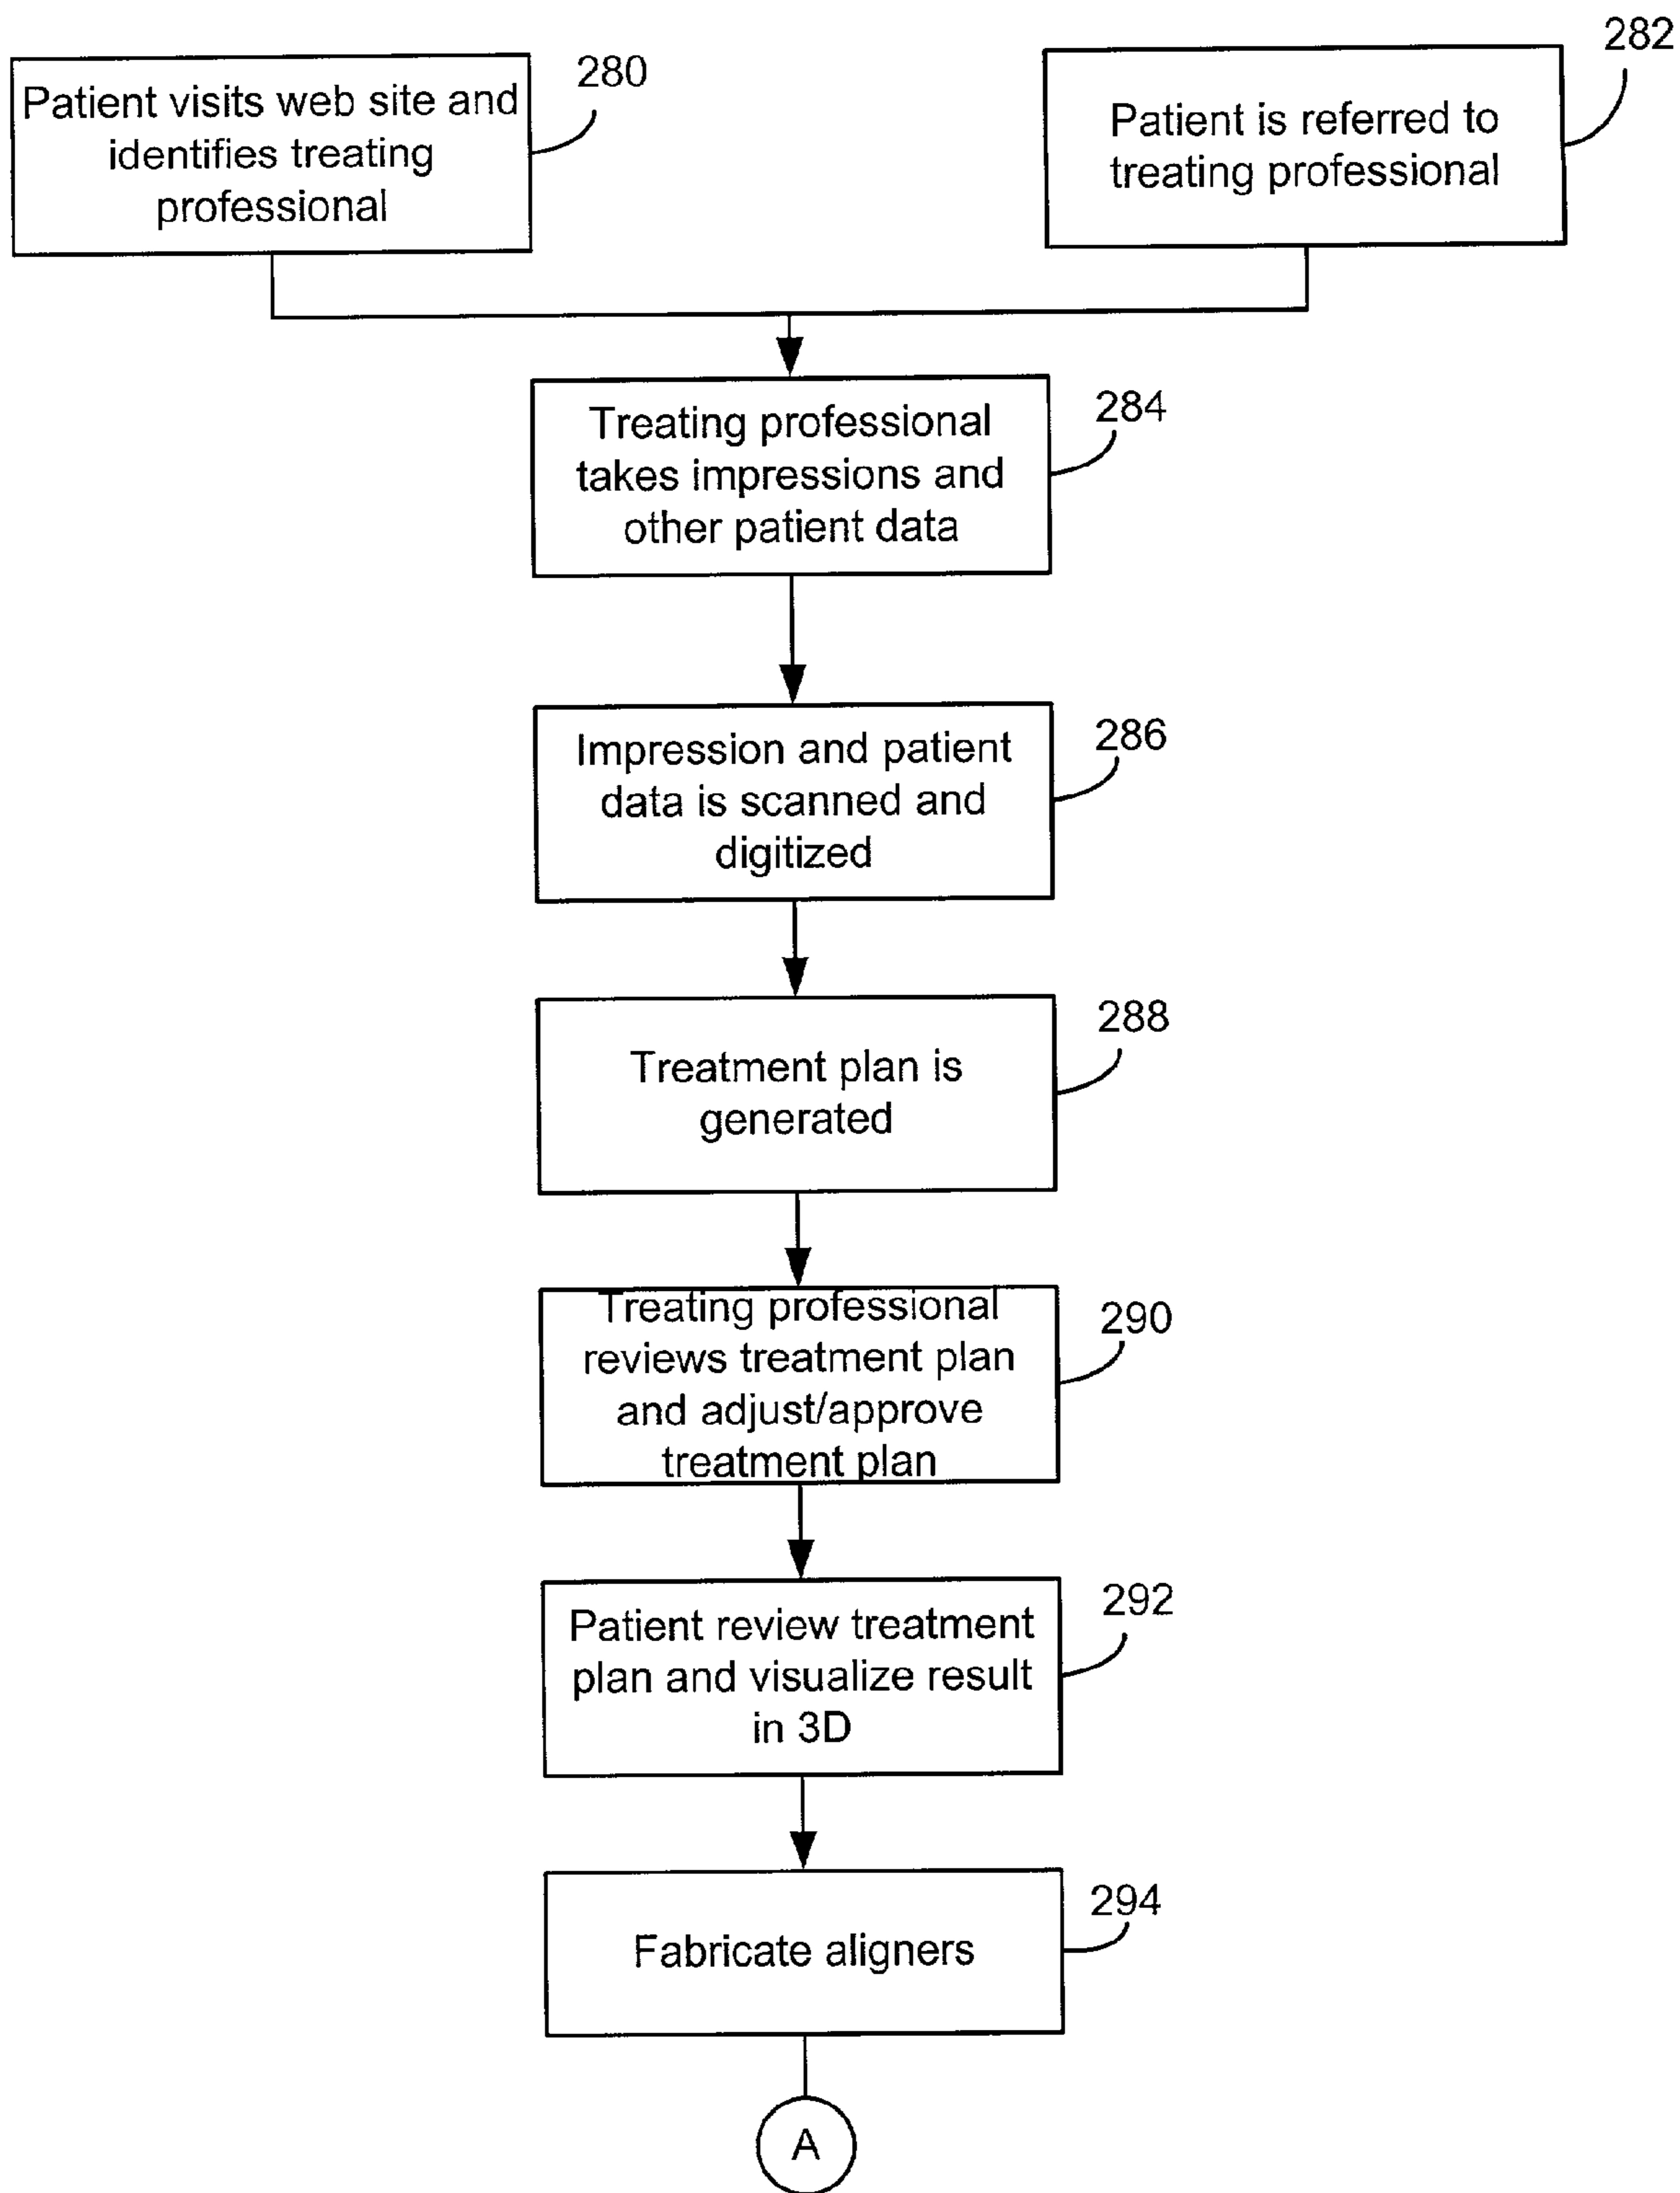 282
280
Patient visits web site and
identifies treating
professional
Patient is referred to
treating professional
284
Treating professional
takes impressions and
other patient data
286
Impression and patient
data is scanned and
digitized
288
Treatment plan is
generated
290
Treating professional
reviews treatment plan
and adjust/approve
treatment plan
292
Patient review treatment
plan and visualize result
in 3D
294
Fabricate aligners
A